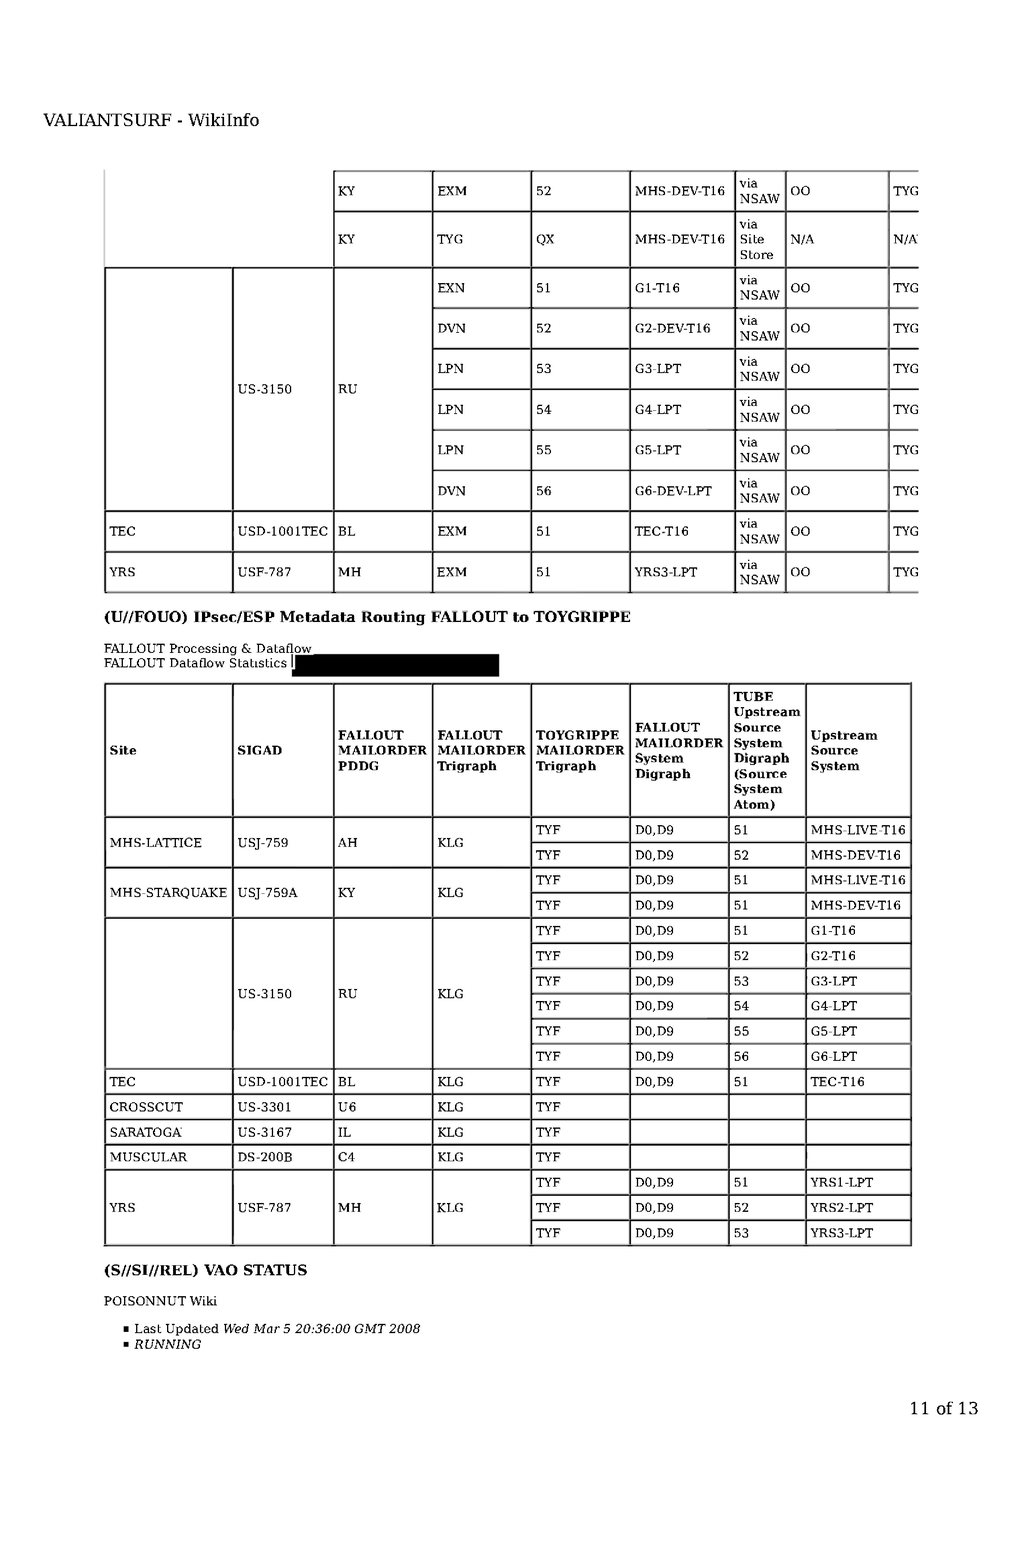 VALIANTSURF - WikiInfo
KY EXM 52 MHS-DEV-T16 via NSAW OO TYG
KY TYG QX MHS-DEV-T16 via Site Store N/A N/A
US-3150 RU EXN 51 G1-T16 via NSAW OO TYG
DVN 52 G2-DEV-T16 via NSAW OO TYG
LPN 53 G3-LPT via NSAW OO TYG
LPN 54 G4-LPT via NSAW OO TYG
LPN 55 G5-LPT via NSAW OO TYG
DVN 56 G6-DEV-LPT via NSAW OO TYG
TEC USD-1001TEC BL EXM 51 TEC-T16 via NSAW OO TYG
YRS USF-787 MH EXM 51 YRS3-LPT via NSAW OO TYG
(U//FOUO) IPsec/ESP Metadata Routing FALLOUT to TOYGRIPPE
FALLOUT Processing & Dataflow
FALLOUT Dataflow Statistics
Site SIGAD FALLOUT MAILORDER PDDG FALLOUT MAILORDER Trigraph TOYGRIPPE MAILORDER Trigraph FALLOUT MAILORDER System Digraph TUBE Upstream Source System Digraph (Source System Atom) Upstream Source System
MHS-LATTICE USJ-759 AH KLG TYF D0,D9 51 MHS-LIVE-T16
TYF D0,D9 52 MHS-DEV-T16
MHS-STARQUAKE USJ-759A KY KLG TYF D0,D9 51 MHS-LIVE-T16
TYF D0,D9 51 MHS-DEV-T16
US-3150 RU KLG TYF D0,D9 51 G1-T16
TYF D0,D9 52 G2-T16
TYF D0,D9 53 G3-LPT
TYF D0,D9 54 G4-LPT
TYF D0,D9 55 G5-LPT
TYF D0,D9 56 G6-LPT
TEC USD-1001TEC BL KLG TYF D0,D9 51 TEC-T16
CROSSCUT US-3301 U6 KLG TYF
SARATOGA US-3167 IL KLG TYF
MUSCULAR DS-200B C4 KLG TYF
YRS USF-787 MH KLG TYF D0,D9 51 YRS1-LPT
TYF D0,D9 52 YRS2-LPT
TYF D0,D9 53 YRS3-LPT
(S//SI//REL) VAO STATUS
POISONNUT Wiki
▪ Last Updated Wed Mar 5 20:36:00 GMT 2008
▪ RUNNING
11 of 13